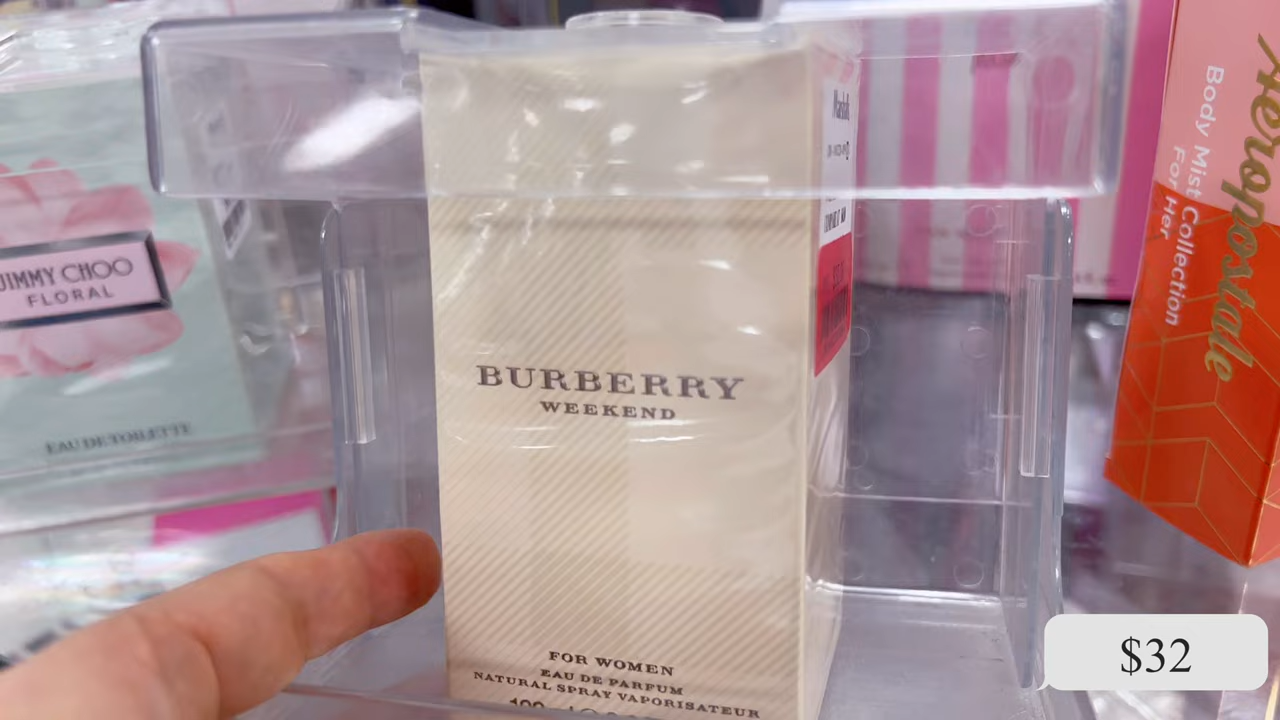 JIMMY CHOO
FLORAL
EAU DE TOILETTE
BURBERRY
WEEKEND
FOR WOMEN
EAU DE PARFUM
NATURAL SPRAY VAPORISATEUR
Marshalls
Aeropostale
Body Mist Collection
For Her
$32